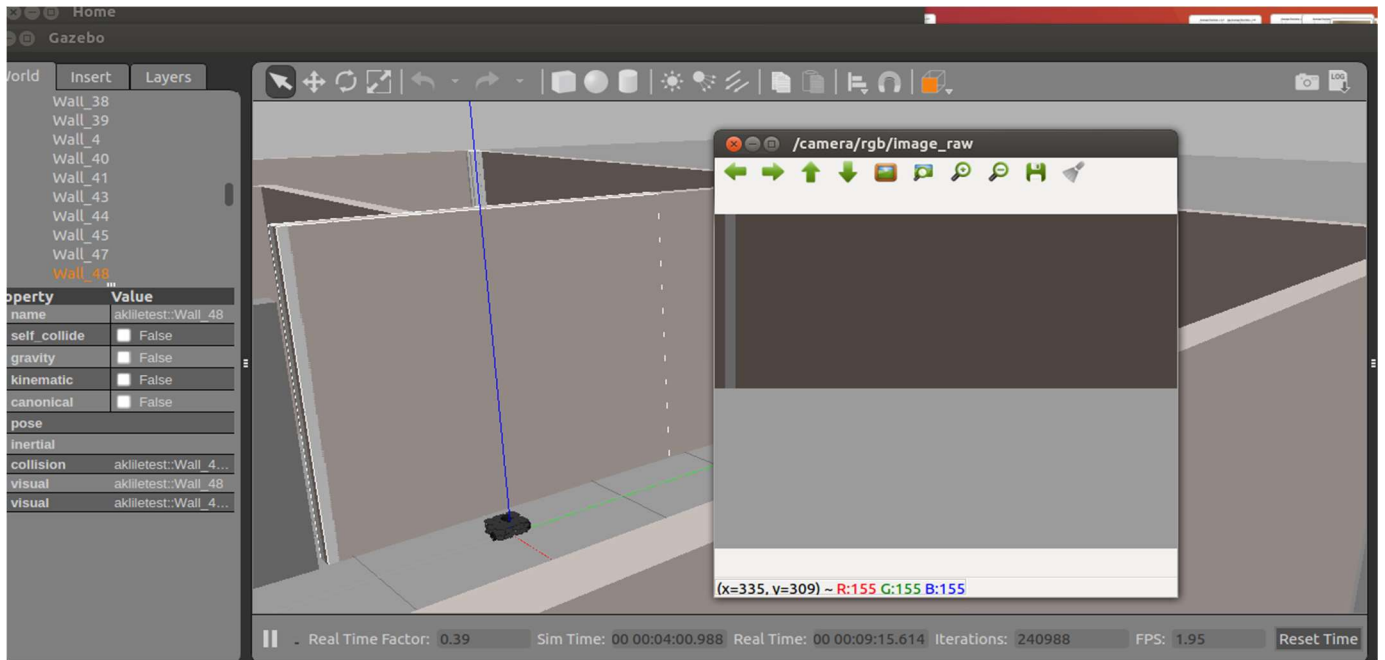 Home
Gazebo
World Insert Layers
/camera/rgb/image_raw
Wall_38
Wall_39
Wall_4
Wall_40
Wall_41
Wall_43
Wall_44
Wall_45
Wall_47
Wall_48
operty Value
name akliletest::Wall_48
self_collide False
gravity False
kinematic False
canonical False
pose
inertial
collision akliletest::Wall_4...
visual akliletest::Wall_48
visual akliletest::Wall_4...
LOG
(x=335, y=309) ~ R:155 G:155 B:155
Real Time Factor: 0.39 Sim Time: 00 00:04:00.988 Real Time: 00 00:09:15.614 Iterations: 240988 FPS: 1.95 Reset Time